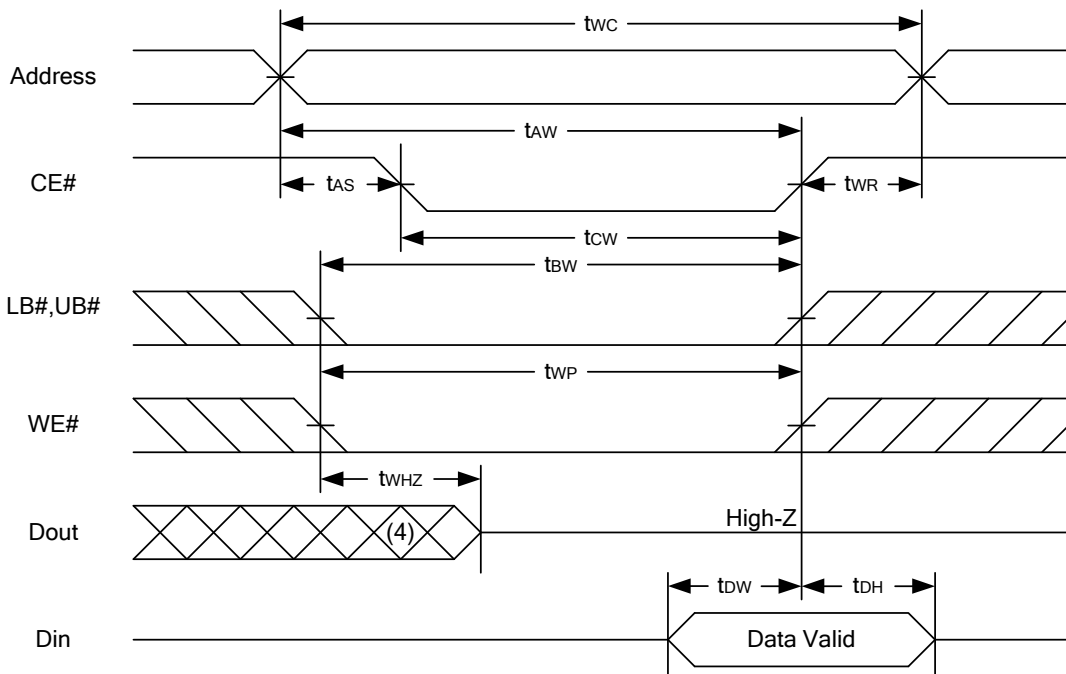 tWC
Address
tAW
CE#
tAS
tWR
tCW
tBW
LB#,UB#
tWP
WE#
tWHZ
Dout
(4)
High-Z
tDW
tDH
Din
Data Valid